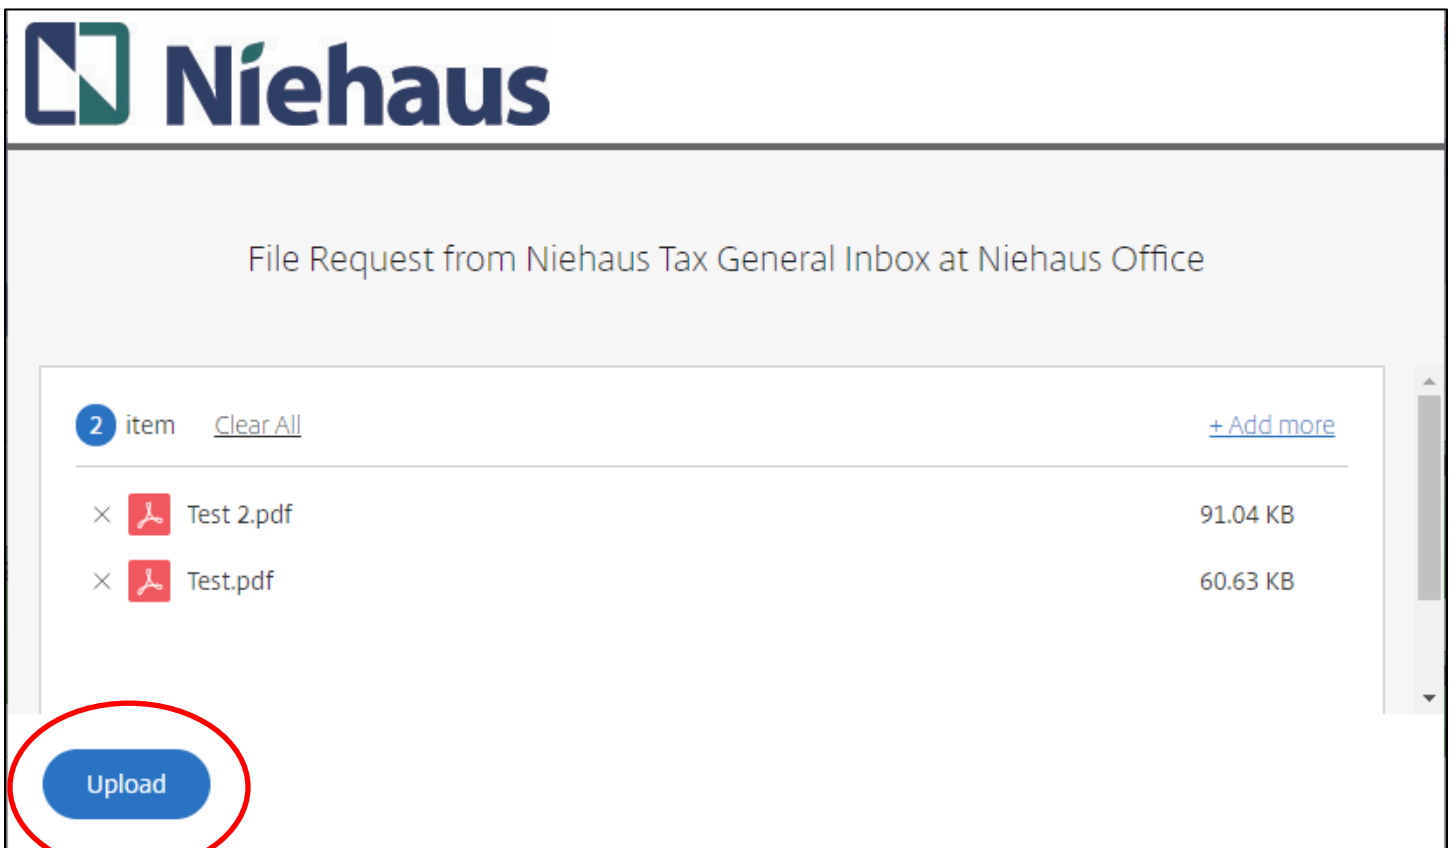 Niehaus
File Request from Niehaus Tax General Inbox at Niehaus Office
2 item Clear All + Add more
Test 2.pdf 91.04 KB
Test.pdf 60.63 KB
Upload